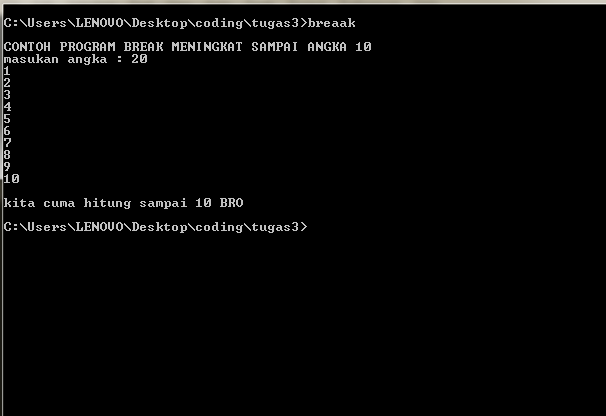 C:\Users\LENOVO\Desktop\coding\tugas3>breaak
CONTOH PROGRAM BREAK MENINGKAT SAMPAI ANGKA 10
masukan angka : 20
1
2
3
4
5
6
7
8
9
10
kita cuma hitung sampai 10 BRO
C:\Users\LENOVO\Desktop\coding\tugas3>